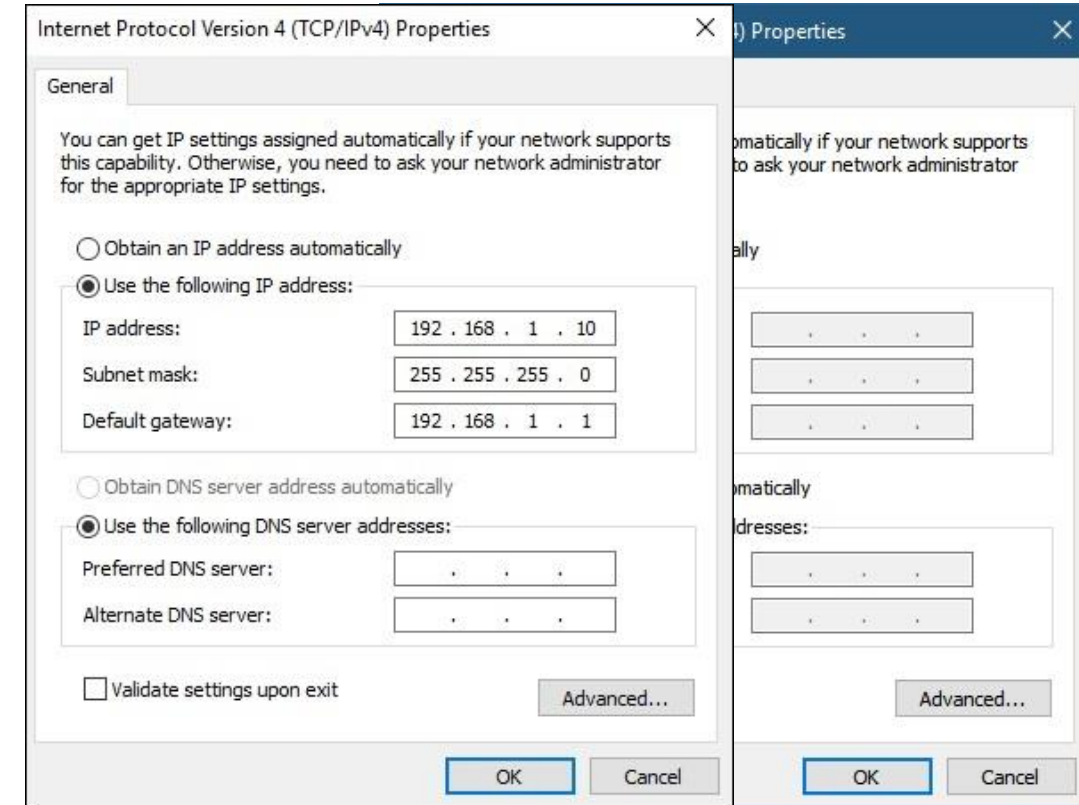 Internet Protocol Version 4 (TCP/IPv4) Properties
General
You can get IP settings assigned automatically if your network supports
this capability. Otherwise, you need to ask your network administrator
for the appropriate IP settings.
Obtain an IP address automatically
Use the following IP address:
IP address: 192 . 168 . 1 . 10
Subnet mask: 255 . 255 . 255 . 0
Default gateway: 192 . 168 . 1 . 1
Obtain DNS server address automatically
Use the following DNS server addresses:
Preferred DNS server: . . .
Alternate DNS server: . . .
Validate settings upon exit
Advanced...
OK Cancel
4) Properties
omatically if your network supports
to ask your network administrator
ally
. . .
. . .
. . .
omatically
ddresses:
. . .
. . .
Advanced...
OK Cancel